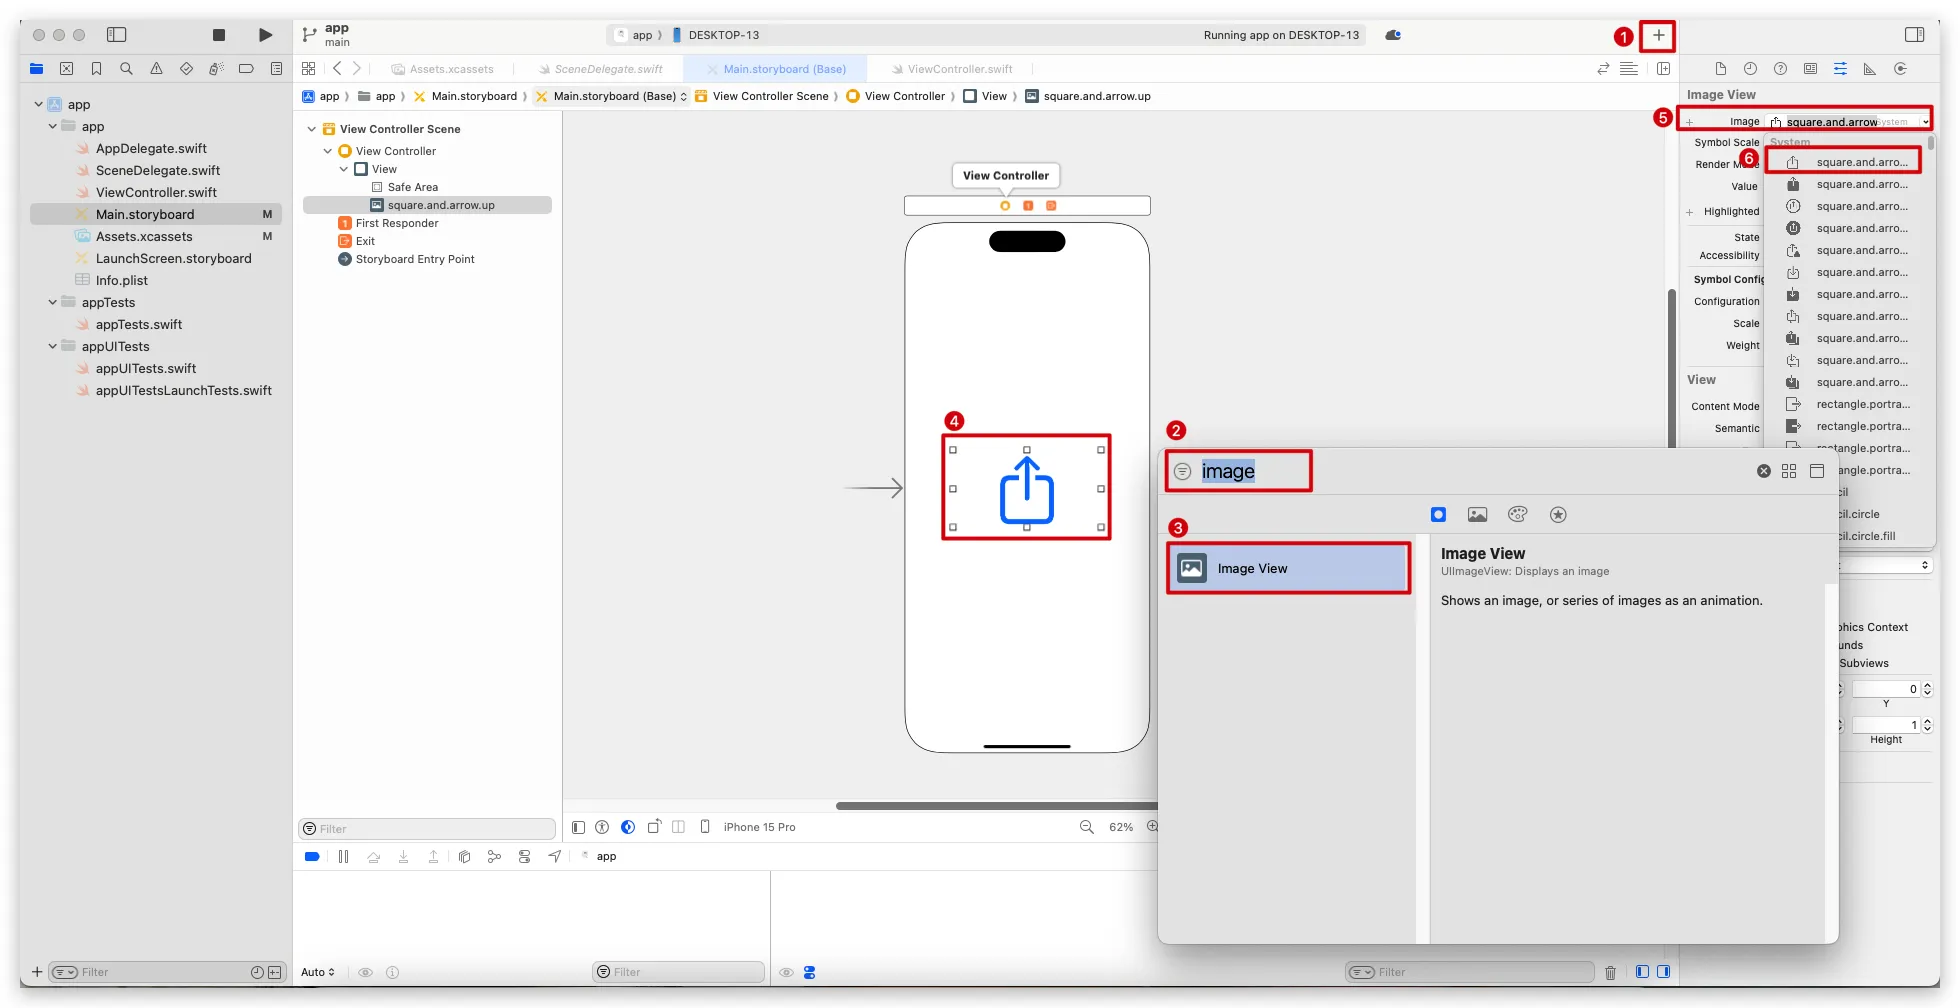 app
main
app
DESKTOP-13
Running app on DESKTOP-13
1
Assets.xcassets
SceneDelegate.swift
Main.storyboard (Base)
ViewController.swift
app
app
Main.storyboard
Main.storyboard (Base)
View Controller Scene
View Controller
View
square.and.arrow.up
app
app
AppDelegate.swift
SceneDelegate.swift
ViewController.swift
Main.storyboard M
Assets.xcassets M
LaunchScreen.storyboard
Info.plist
appTests
appTests.swift
appUITests
appUITests.swift
appUITestsLaunchTests.swift
Filter
View Controller Scene
View Controller
View
Safe Area
square.and.arrow.up
1 First Responder
Exit
Storyboard Entry Point
Filter
View Controller
1
4
iPhone 15 Pro
62%
app
Auto
Filter
Filter
Image View
5
Image square.and.arrow System
Symbol Scale
6
Render Mode
Value
Highlighted
State
Accessibility
Symbol Config
Configuration
Scale
Weight
View
Content Mode
Semantic
System
square.and.arro...
square.and.arro...
square.and.arro...
square.and.arro...
square.and.arro...
square.and.arro...
square.and.arro...
square.and.arro...
square.and.arro...
square.and.arro...
square.and.arro...
rectangle.portra...
rectangle.portra...
tangle.portra...
tangle.portra...
cil
cil.circle
cil.circle.fill
2
image
3
Image View
Image View
UIImageView: Displays an image
Shows an image, or series of images as an animation.
phics Context
unds
Subviews
0
Y
1
Height